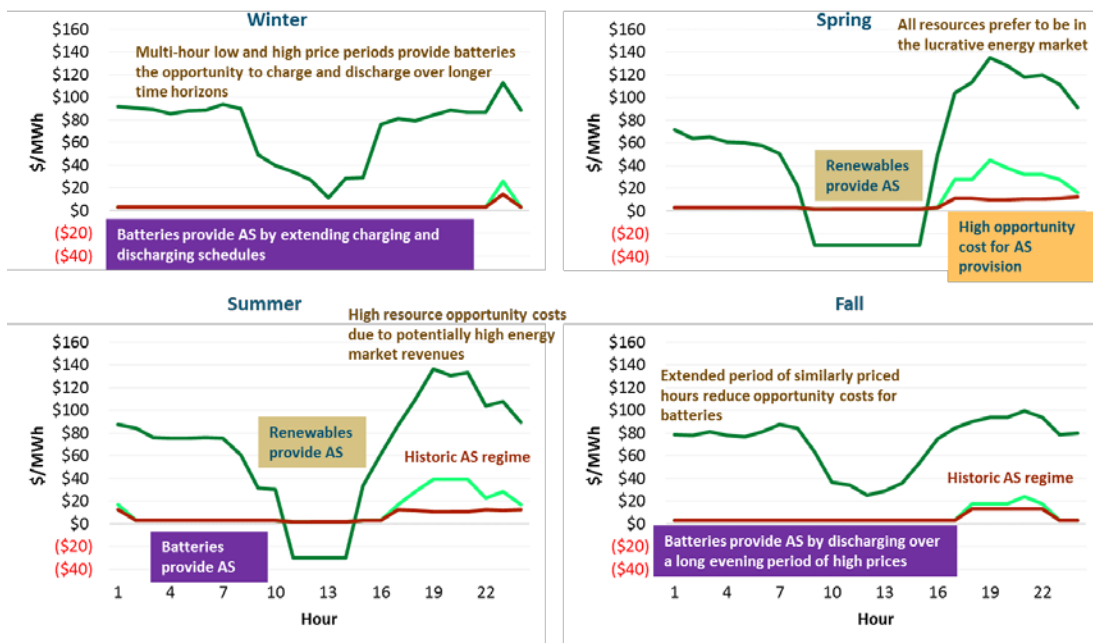 Winter
$160
$140
$120
$100
$80
$60
$40
$20
$0
($20)
($40)
$/MWh
Multi-hour low and high price periods provide batteries
the opportunity to charge and discharge over longer
time horizons
Batteries provide AS by extending charging and
discharging schedules
Spring
$160
$140
$120
$100
$80
$60
$40
$20
$0
($20)
($40)
$/MWh
All resources prefer to be in
the lucrative energy market
Renewables
provide AS
High opportunity
cost for AS
provision
Summer
$160
$140
$120
$100
$80
$60
$40
$20
$0
($20)
($40)
$/MWh
High resource opportunity costs
due to potentially high energy
market revenues
Renewables
provide AS
Historic AS regime
Batteries
provide AS
1 4 7 10 13 16 19 22
Hour
Fall
$160
$140
$120
$100
$80
$60
$40
$20
$0
($20)
($40)
$/MWh
Extended period of similarly priced
hours reduce opportunity costs for
batteries
Historic AS regime
Batteries provide AS by discharging over
a long evening period of high prices
1 4 7 10 13 16 19 22
Hour